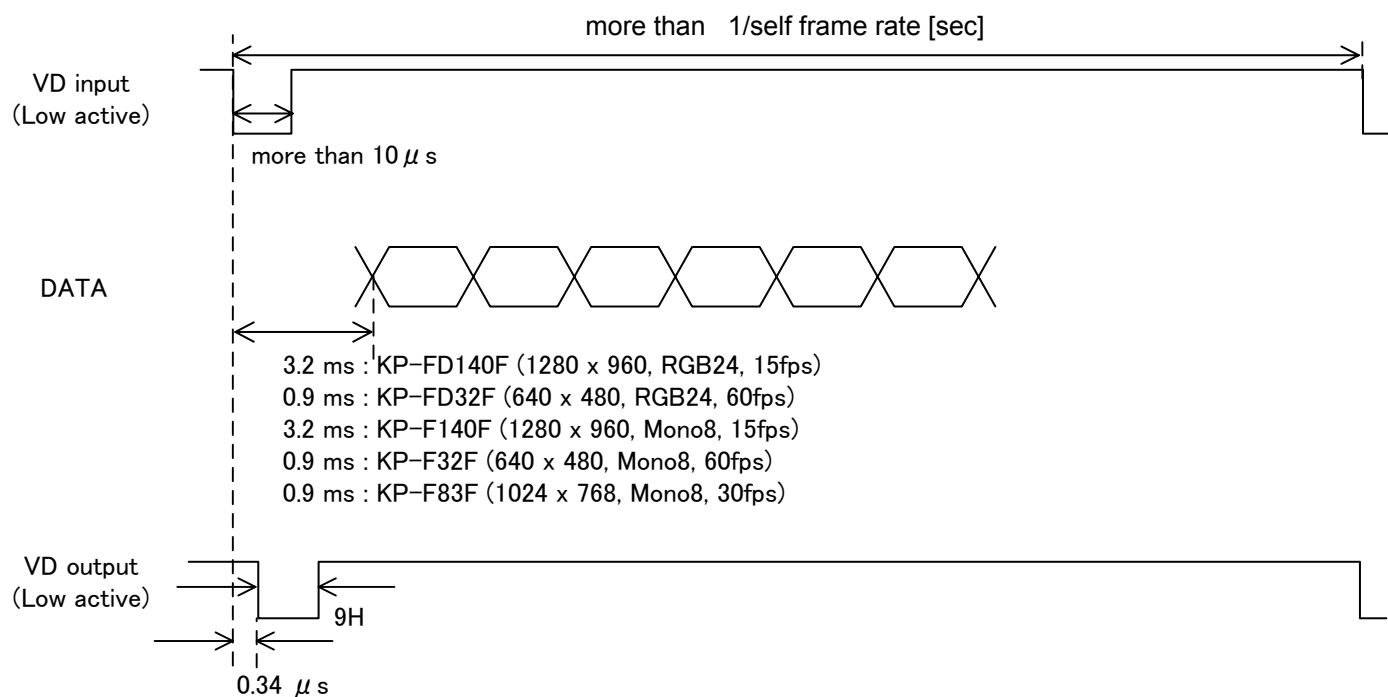 more than 1/self frame rate [sec]
VD input
(Low active)
more than 10μs
DATA
3.2 ms : KP-FD140F (1280 x 960, RGB24, 15fps)
0.9 ms : KP-FD32F (640 x 480, RGB24, 60fps)
3.2 ms : KP-F140F (1280 x 960, Mono8, 15fps)
0.9 ms : KP-F32F (640 x 480, Mono8, 60fps)
0.9 ms : KP-F83F (1024 x 768, Mono8, 30fps)
VD output
(Low active)
9H
0.34 μs